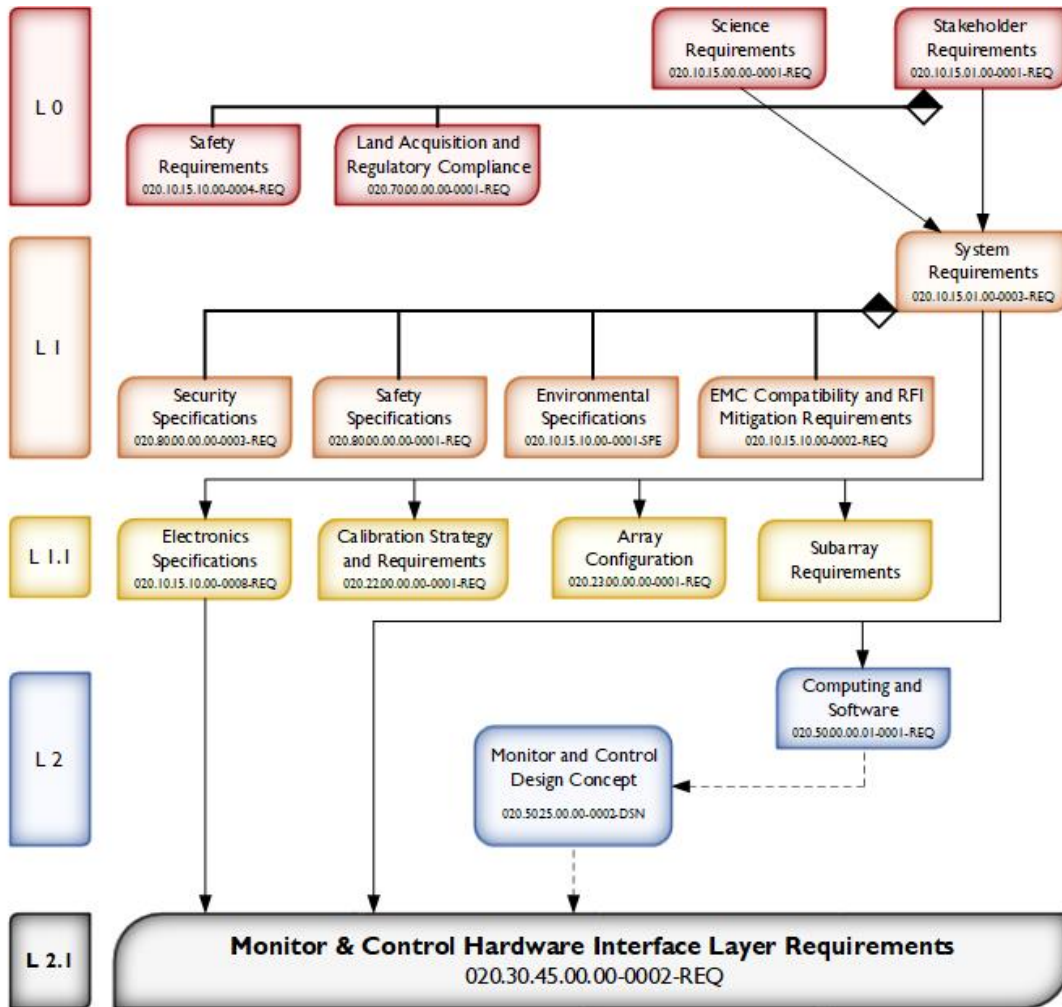 L 0
Science
Requirements
020.10.15.00.00-0001-REQ
Stakeholder
Requirements
020.10.15.01.00-0001-REQ
Safety
Requirements
020.10.15.10.00-0004-REQ
Land Acquisition and
Regulatory Compliance
020.70.00.00.00-0001-REQ
L 1
System
Requirements
020.10.15.01.00-0003-REQ
Security
Specifications
020.80.00.00.00-0003-REQ
Safety
Specifications
020.80.00.00.00-0001-REQ
Environmental
Specifications
020.10.15.10.00-0001-SPE
EMC Compatibility and RFI
Mitigation Requirements
020.10.15.10.00-0002-REQ
L 1.1
Electronics
Specifications
020.10.15.10.00-0008-REQ
Calibration Strategy
and Requirements
020.22.00.00.00-0001-REQ
Array
Configuration
020.23.00.00.00-0001-REQ
Subarray
Requirements
L 2
Computing and
Software
020.50.00.00.01-0001-REQ
Monitor and Control
Design Concept
020.50.25.00.00-0002-DSN
L 2.1
Monitor & Control Hardware Interface Layer Requirements
020.30.45.00.00-0002-REQ